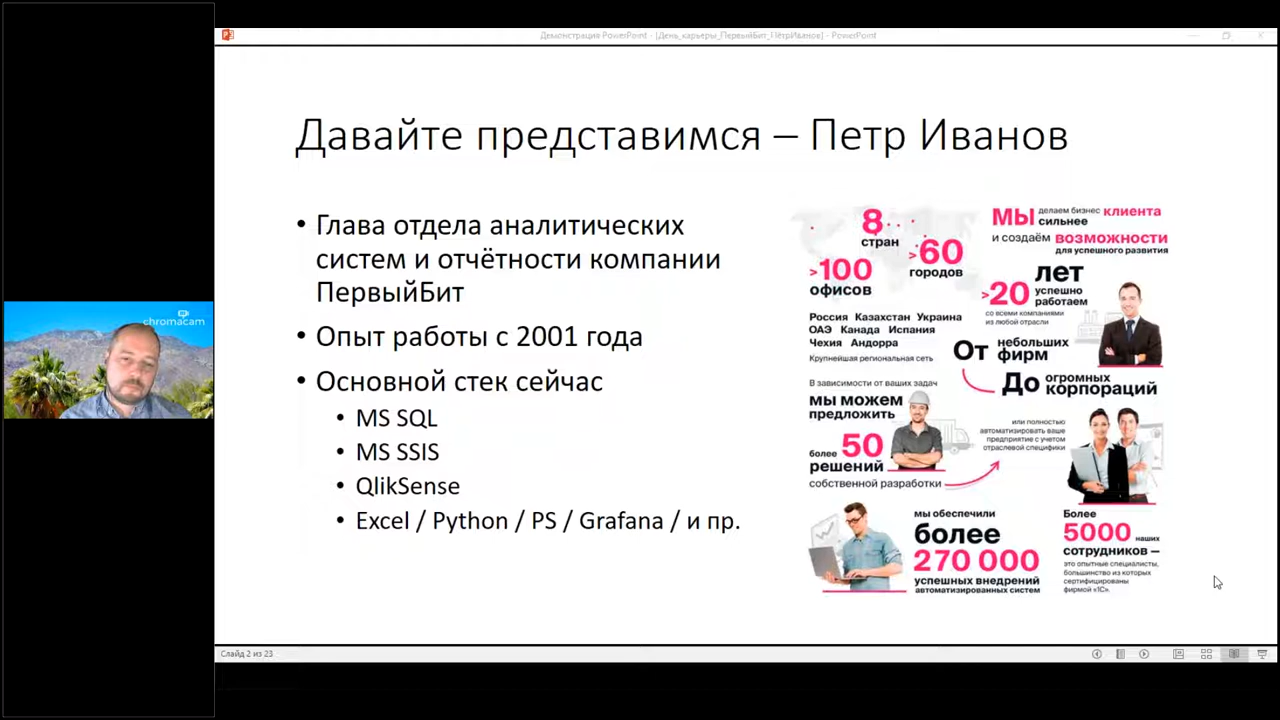 Демонстрация PowerPoint - [День_карьеры_ПервыйБит_ПётрИванов] - PowerPoint
Давайте представимся – Петр Иванов
• Глава отдела аналитических
систем и отчётности компании
ПервыйБит
• Опыт работы с 2001 года
• Основной стек сейчас
• MS SQL
• MS SSIS
• QlikSense
• Excel / Python / PS / Grafana / и пр.
8
стран
>60
городов
>100
офисов
Россия Казахстан Украина
ОАЭ Канада Испания
Чехия Андорра
Крупнейшая региональная сеть
МЫ делаем бизнес клиента
сильнее
и создаём возможности
для успешного развития
>20 лет
успешно
работаем
со всеми компаниями
из любой отрасли
От небольших
фирм
До огромных
корпораций
В зависимости от ваших задач
мы можем
предложить
более 50
решений
собственной разработки
или полностью
автоматизировать ваше
предприятие с учетом
отраслевой специфики
мы обеспечили
более
270 000
успешных внедрений
автоматизированных систем
Более
5000 наших
сотрудников –
это опытные специалисты,
большинство из которых
сертифицированы
фирмой «1С».
chromacam
Слайд 2 из 23